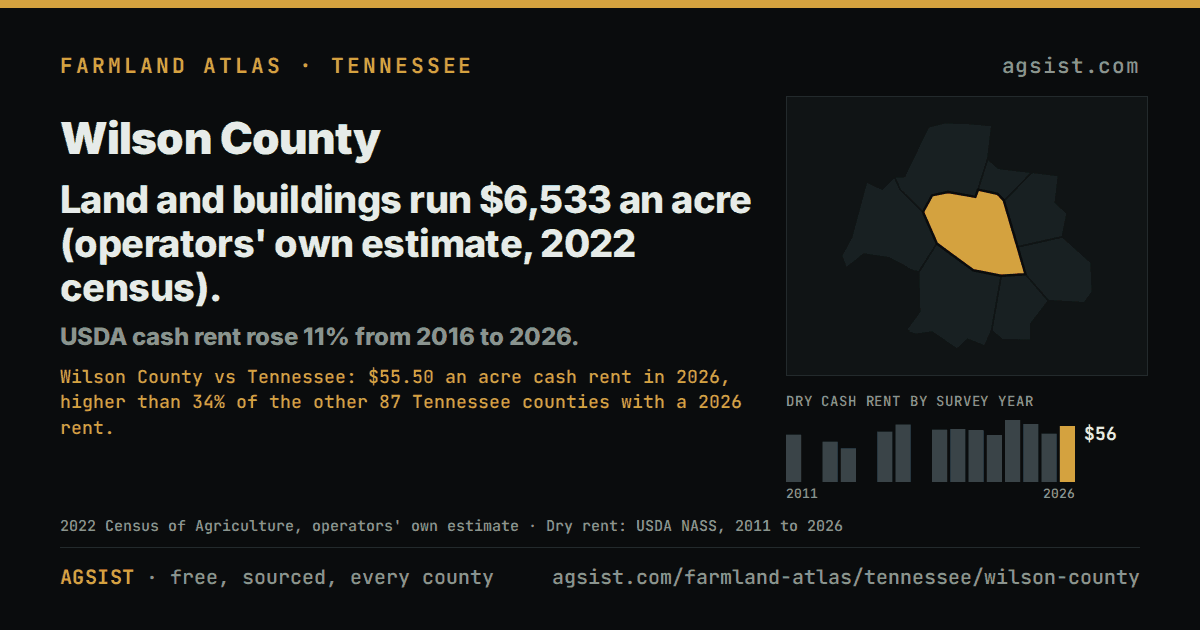 FARMLAND ATLAS · TENNESSEE
agsist.com
Wilson County
Land and buildings run $6,533 an acre
(operators' own estimate, 2022
census).
USDA cash rent rose 11% from 2016 to 2026.
Wilson County vs Tennessee: $55.50 an acre cash rent in 2026,
higher than 34% of the other 87 Tennessee counties with a 2026
rent.
DRY CASH RENT BY SURVEY YEAR
$56
2011
2026
2022 Census of Agriculture, operators' own estimate · Dry rent: USDA NASS, 2011 to 2026
AGSIST · free, sourced, every county
agsist.com/farmland-atlas/tennessee/wilson-county